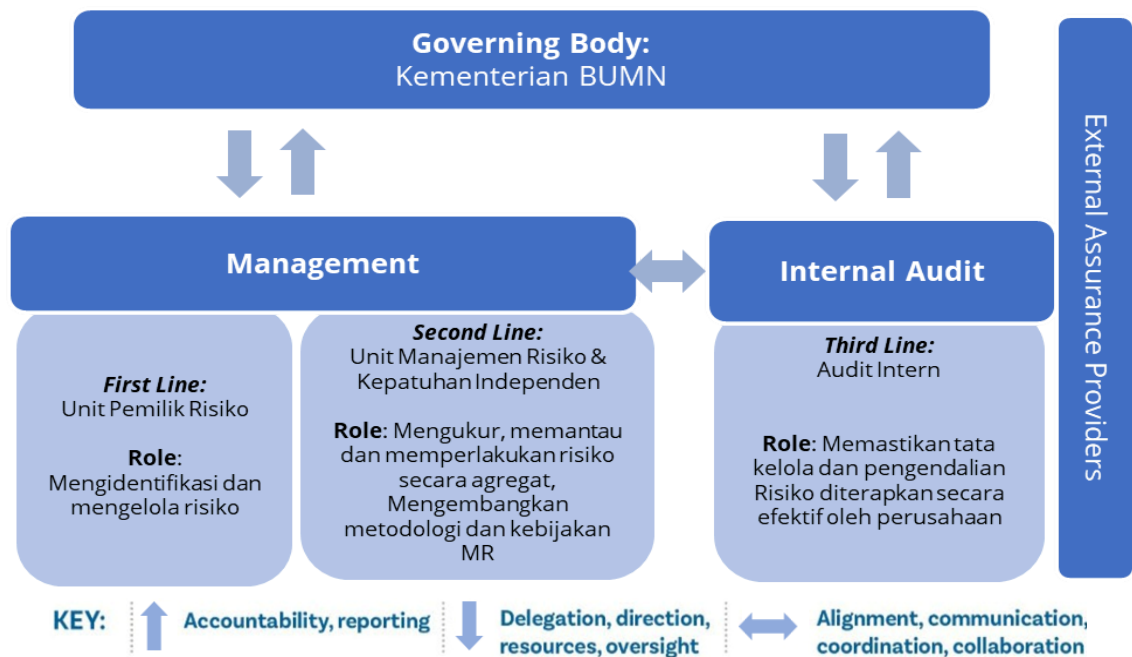 Governing Body:
Kementerian BUMN
External Assurance Providers
Management
Internal Audit
First Line:
Unit Pemilik Risiko
Role:
Mengidentifikasi dan
mengelola risiko
Second Line:
Unit Manajemen Risiko &
Kepatuhan Independen
Role: Mengukur, memantau
dan memperlakukan risiko
secara agregat,
Mengembangkan
metodologi dan kebijakan
MR
Third Line:
Audit Intern
Role: Memastikan tata
kelola dan pengendalian
Risiko diterapkan secara
efektif oleh perusahaan
KEY:
Accountability, reporting
Delegation, direction,
resources, oversight
Alignment, communication,
coordination, collaboration